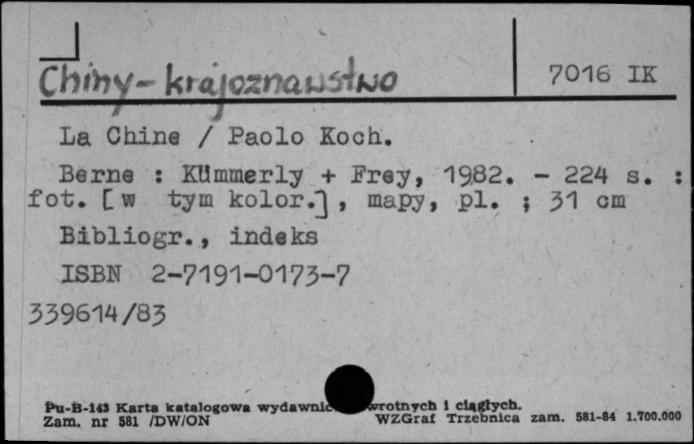 Chiny - krajoznawstwo
7016 IK
La Chine / Paolo Koch.
Berne : Kümmerly + Frey, 1982. - 224 s. :
fot. [w tym kolor.], mapy, pl. ; 31 cm
Bibliogr., indeks
ISBN 2-7191-0173-7
339614/83
Pu-B-143 Karta katalogowa wydawnic wrotnych i ciągłych.
Zam. nr 581 /DW/ON WZGraf Trzebnica zam. 581-84 1.700.000